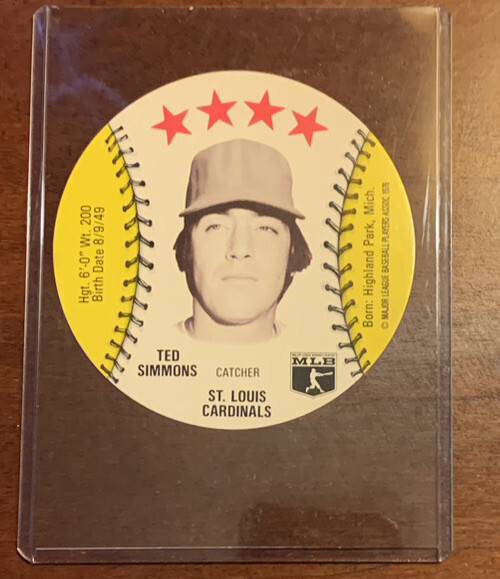 Hgt. 6'-0" Wt. 200
Birth Date 8/9/49
TED
SIMMONS
CATCHER
ST. LOUIS
CARDINALS
MLB
Born: Highland Park, Mich.
© MAJOR LEAGUE BASEBALL PLAYERS ASSOC. 1976